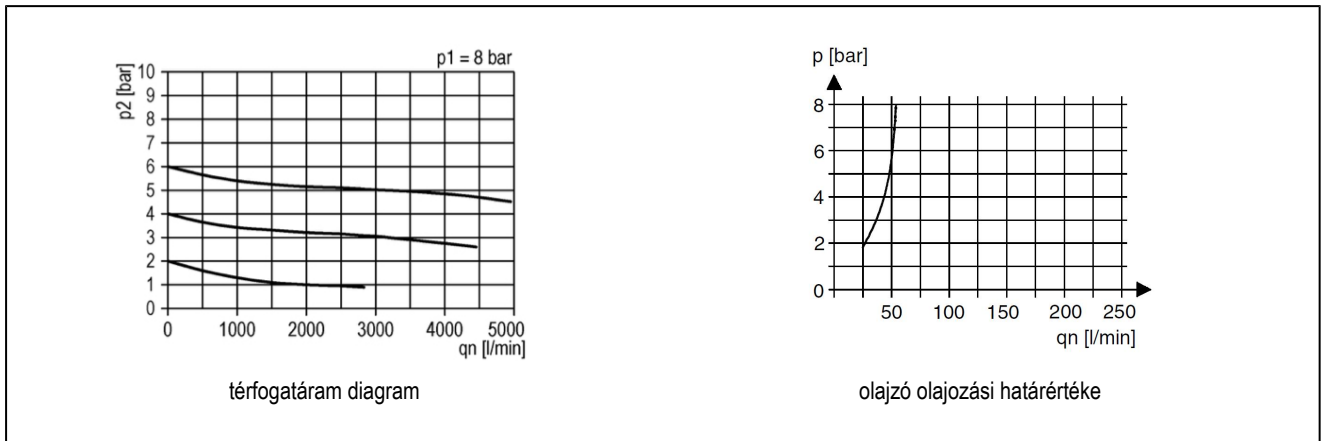 p1 = 8 bar
p2 [bar]
10
9
8
7
6
5
4
3
2
1
0
0 1000 2000 3000 4000 5000
qn [l/min]
térfogatáram diagram
p [bar]
8
6
4
2
0
50 100 150 200 250
qn [l/min]
olajzó olajozási határértéke